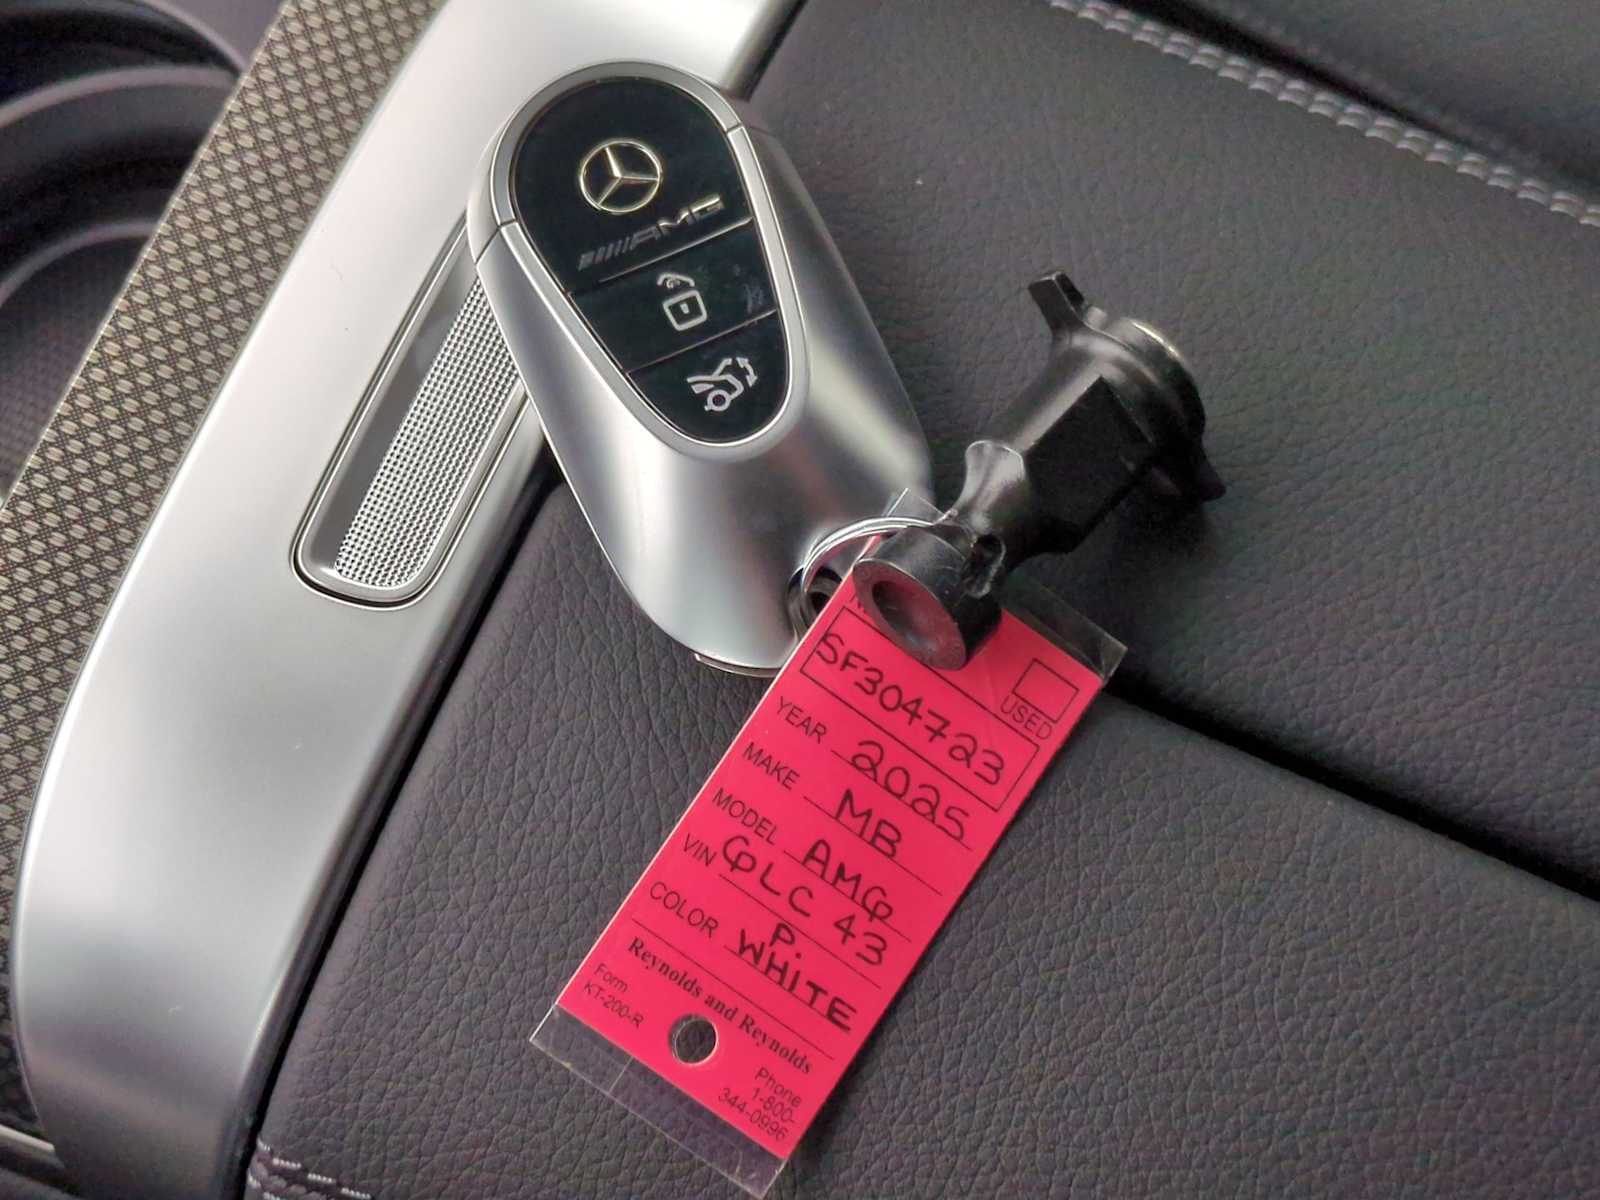 AMG
USED
SF304723
YEAR 2025
MAKE MB
MODEL AMG
VIN GLC 43
COLOR P. WHiTE
Reynolds and Reynolds
Form
KT-200-R
Phone
1-800-
344-0996